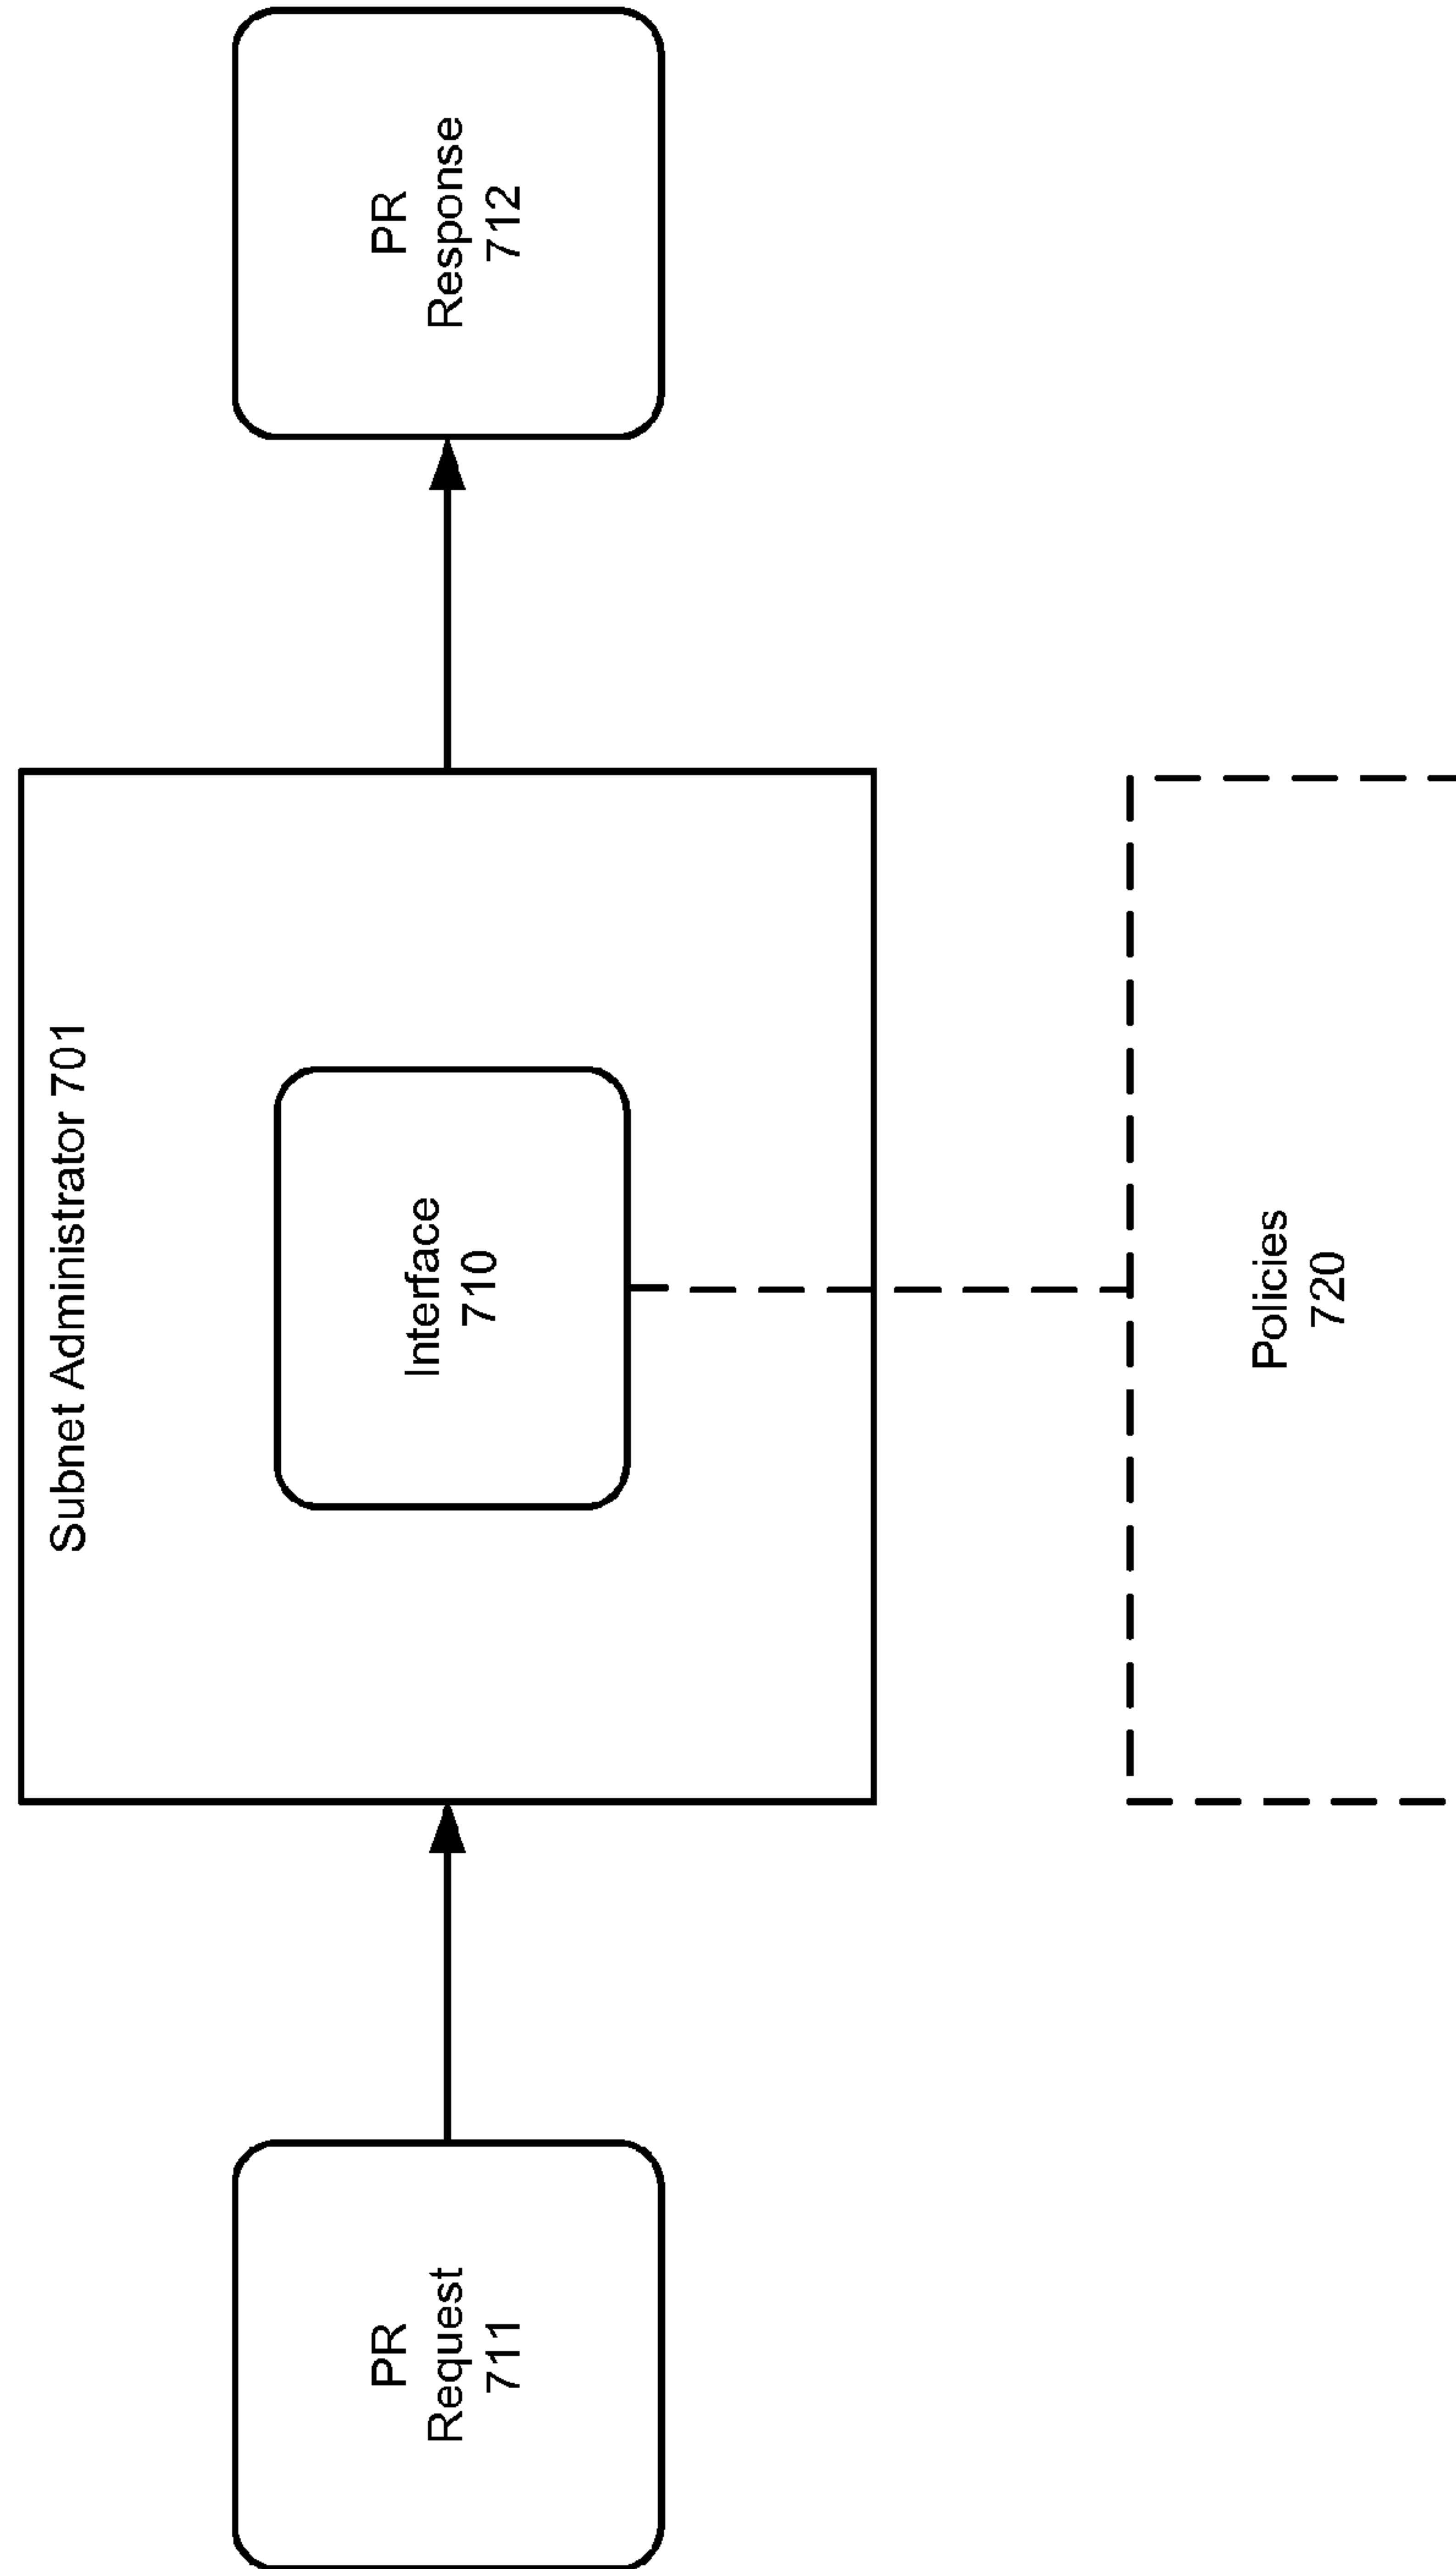 Subnet Administrator 701
PR
Request
711
Interface
710
PR
Response
712
Policies
720